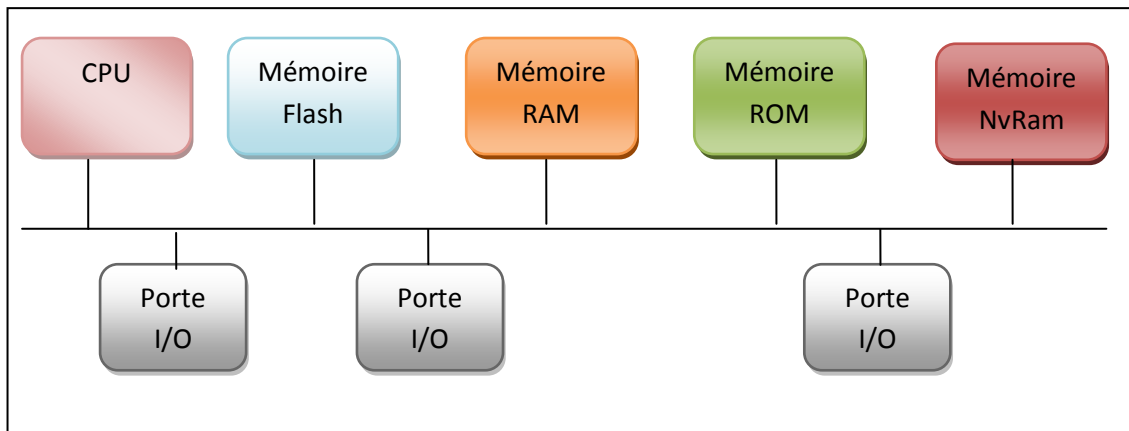 CPU
Mémoire
Flash
Mémoire
RAM
Mémoire
ROM
Mémoire
NvRam
Porte
I/O
Porte
I/O
Porte
I/O